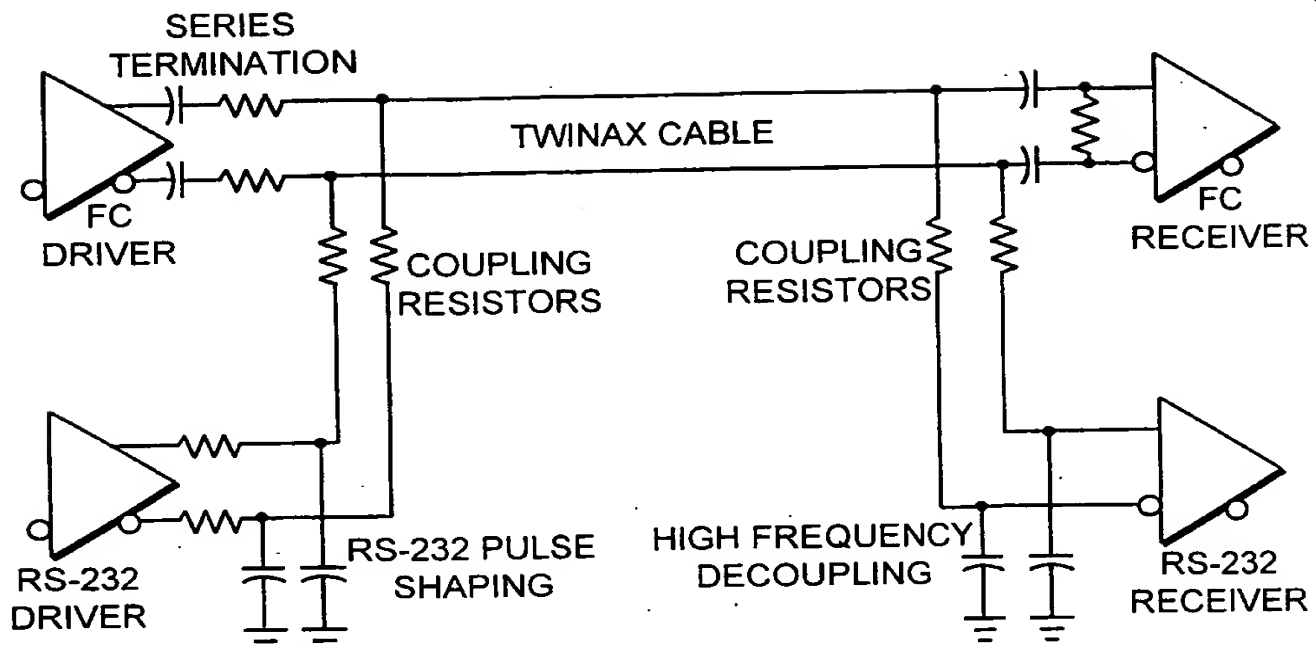 SERIES
TERMINATION
TWINAX CABLE
FC
DRIVER
FC
RECEIVER
COUPLING
RESISTORS
COUPLING
RESISTORS
RS-232 PULSE
SHAPING
HIGH FREQUENCY
DECOUPLING
RS-232
DRIVER
RS-232
RECEIVER